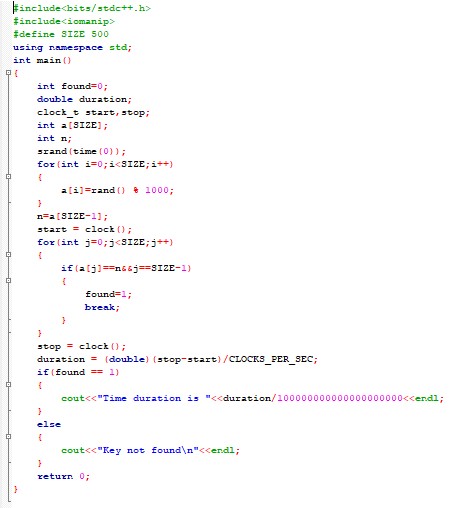 #include<bits/stdc++.h>
#include<iomanip>
#define SIZE 500
using namespace std;
int main()
{
int found=0;
double duration;
clock_t start,stop;
int a[SIZE];
int n;
srand(time(0));
for(int i=0;i<SIZE;i++)
{
a[i]=rand() % 1000;
}
n=a[SIZE-1];
start = clock();
for(int j=0;j<SIZE;j++)
{
if(a[j]==n&&j==SIZE-1)
{
found=1;
break;
}
}
stop = clock();
duration = (double)(stop-start)/CLOCKS_PER_SEC;
if(found == 1)
{
cout<<"Time duration is "<<duration/100000000000000000000<<endl;
}
else
{
cout<<"Key not found\n"<<endl;
}
return 0;
}